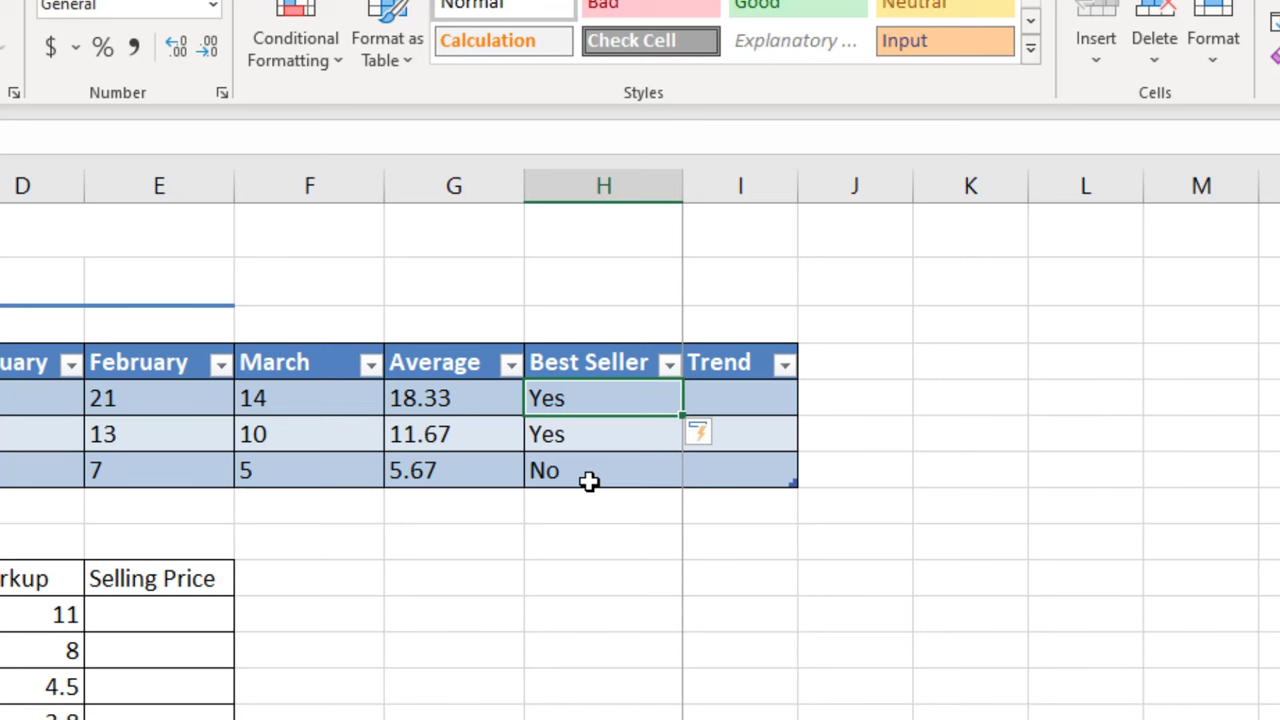 General Normal Bad Good Neutral
$ % Conditional Formatting Format as Table Calculation Check Cell Explanatory ... Input Insert Delete Format
Number Styles Cells
D E F G H I J K L M
uary February March Average Best Seller Trend
21 14 18.33 Yes
13 10 11.67 Yes
7 5 5.67 No
rkup Selling Price
11
8
4.5
3.8